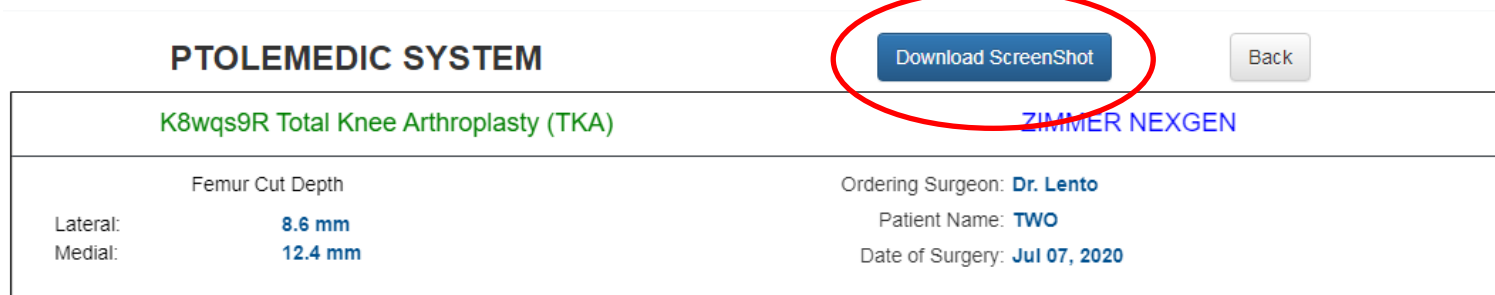 PTOLEMEDIC SYSTEM Download ScreenShot Back
K8wqs9R Total Knee Arthroplasty (TKA) ZIMMER NEXGEN
Femur Cut Depth Ordering Surgeon: Dr. Lento
Lateral: 8.6 mm Patient Name: TWO
Medial: 12.4 mm Date of Surgery: Jul 07, 2020